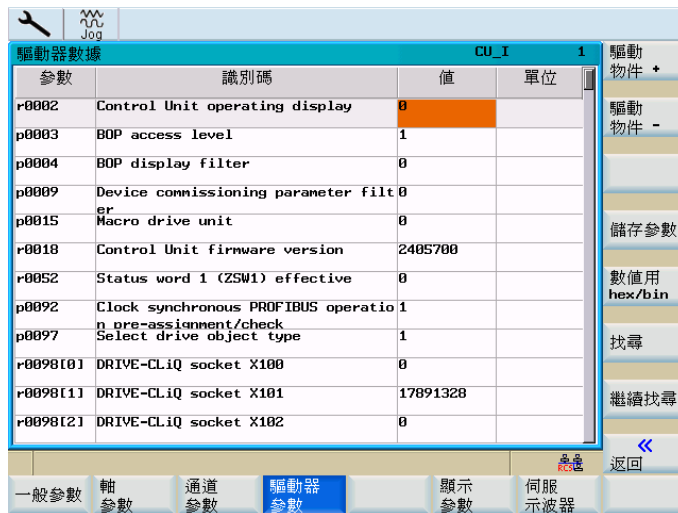 Jog
驅動器數據 CU_I 1
參數 識別碼 值 單位
r0002 Control Unit operating display 0
p0003 BOP access level 1
p0004 BOP display filter 0
p0009 Device commissioning parameter filt 0
er
p0015 Macro drive unit 0
r0018 Control Unit firmware version 2405700
r0052 Status word 1 (ZSW1) effective 0
p0092 Clock synchronous PROFIBUS operatio 1
n pre-assignment/check
p0097 Select drive object type 1
r0098[0] DRIVE-CLiQ socket X100 0
r0098[1] DRIVE-CLiQ socket X101 17891328
r0098[2] DRIVE-CLiQ socket X102 0
驅動
物件 +
驅動
物件 -
儲存參數
數值用
hex/bin
找尋
繼續找尋
«
返回
RCS
一般參數
軸
參數
通道
參數
驅動器
參數
顯示
參數
伺服
示波器